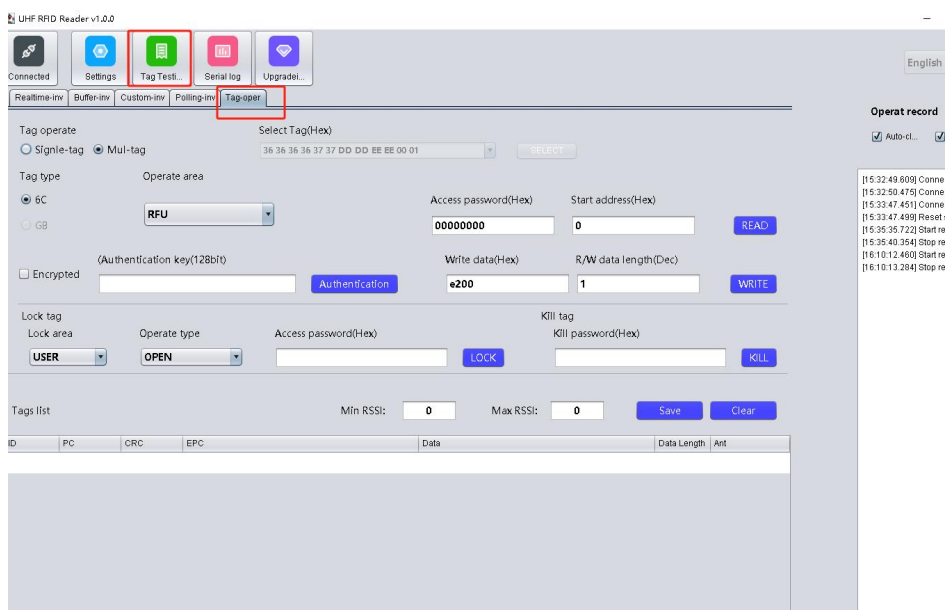 UHF RFID Reader v1.0.0
Connected Settings Tag Testi... Serial log Upgradei...
English
Realtime-inv Buffer-inv Custom-inv Polling-inv Tag-oper
Operat record
Tag operate Select Tag(Hex)
Auto-cl...
Signle-tag Mul-tag 36 36 36 36 37 37 DD DD EE EE 00 01 SELECT
Tag type Operate area
6C Access password(Hex) Start address(Hex)
RFU 00000000 0 READ
GB
(Authentication key(128bit) Write data(Hex) R/W data length(Dec)
Encrypted Authentication e200 1 WRITE
Lock tag Kill tag
Lock area Operate type Access password(Hex) Kill password(Hex)
USER OPEN LOCK KILL
Tags list Min RSSI: 0 Max RSSI: 0 Save Clear
ID PC CRC EPC Data Data Length Ant
[15:32:49.609] Conne
[15:32:50.475] Conne
[15:33:47.451] Conne
[15:33:47.499] Reset s
[15:35:35.722] Start re
[15:35:40.354] Stop re
[16:10:12.460] Start re
[16:10:13.284] Stop re